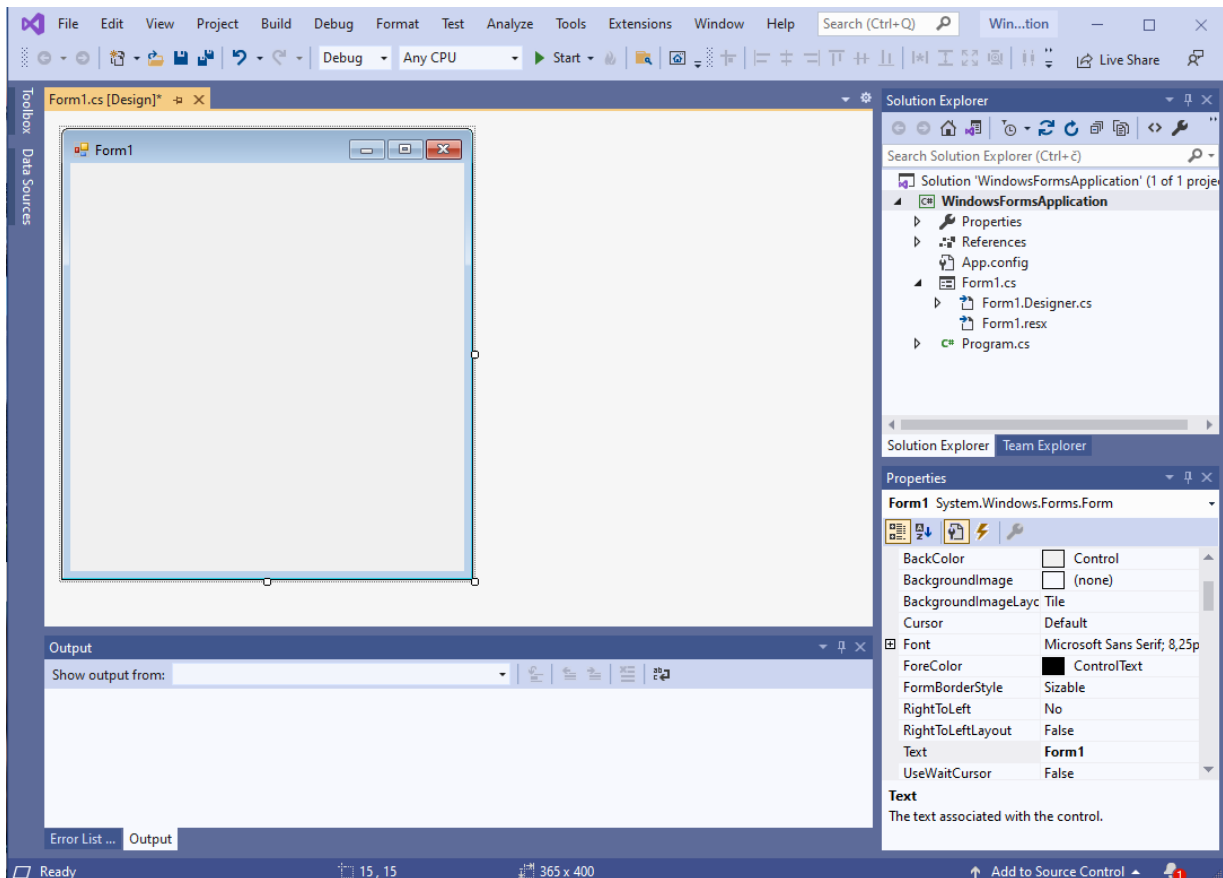 File Edit View Project Build Debug Format Test Analyze Tools Extensions Window Help Search (Ctrl+Q) Win...tion
Debug Any CPU Start Live Share
Toolbox
Data Sources
Form1.cs [Design]*
Form1
Solution Explorer
Search Solution Explorer (Ctrl+č)
Solution 'WindowsFormsApplication' (1 of 1 proje
C# WindowsFormsApplication
Properties
References
App.config
Form1.cs
Form1.Designer.cs
Form1.resx
C# Program.cs
Solution Explorer Team Explorer
Properties
Form1 System.Windows.Forms.Form
BackColor Control
BackgroundImage (none)
BackgroundImageLayc Tile
Cursor Default
Font Microsoft Sans Serif; 8,25p
ForeColor ControlText
FormBorderStyle Sizable
RightToLeft No
RightToLeftLayout False
Text Form1
UseWaitCursor False
Text
The text associated with the control.
Output
Show output from:
Error List ... Output
Ready 15 , 15 365 x 400 Add to Source Control 1